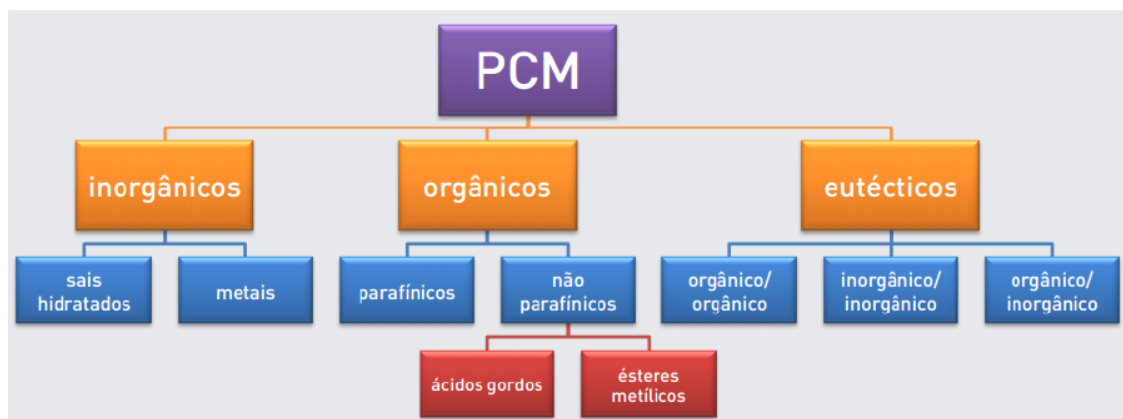 PCM
inorgânicos
orgânicos
eutécticos
sais
hidratados
metais
parafínicos
não
parafínicos
orgânico/
orgânico
inorgânico/
inorgânico
orgânico/
inorgânico
ácidos gordos
ésteres
metílicos